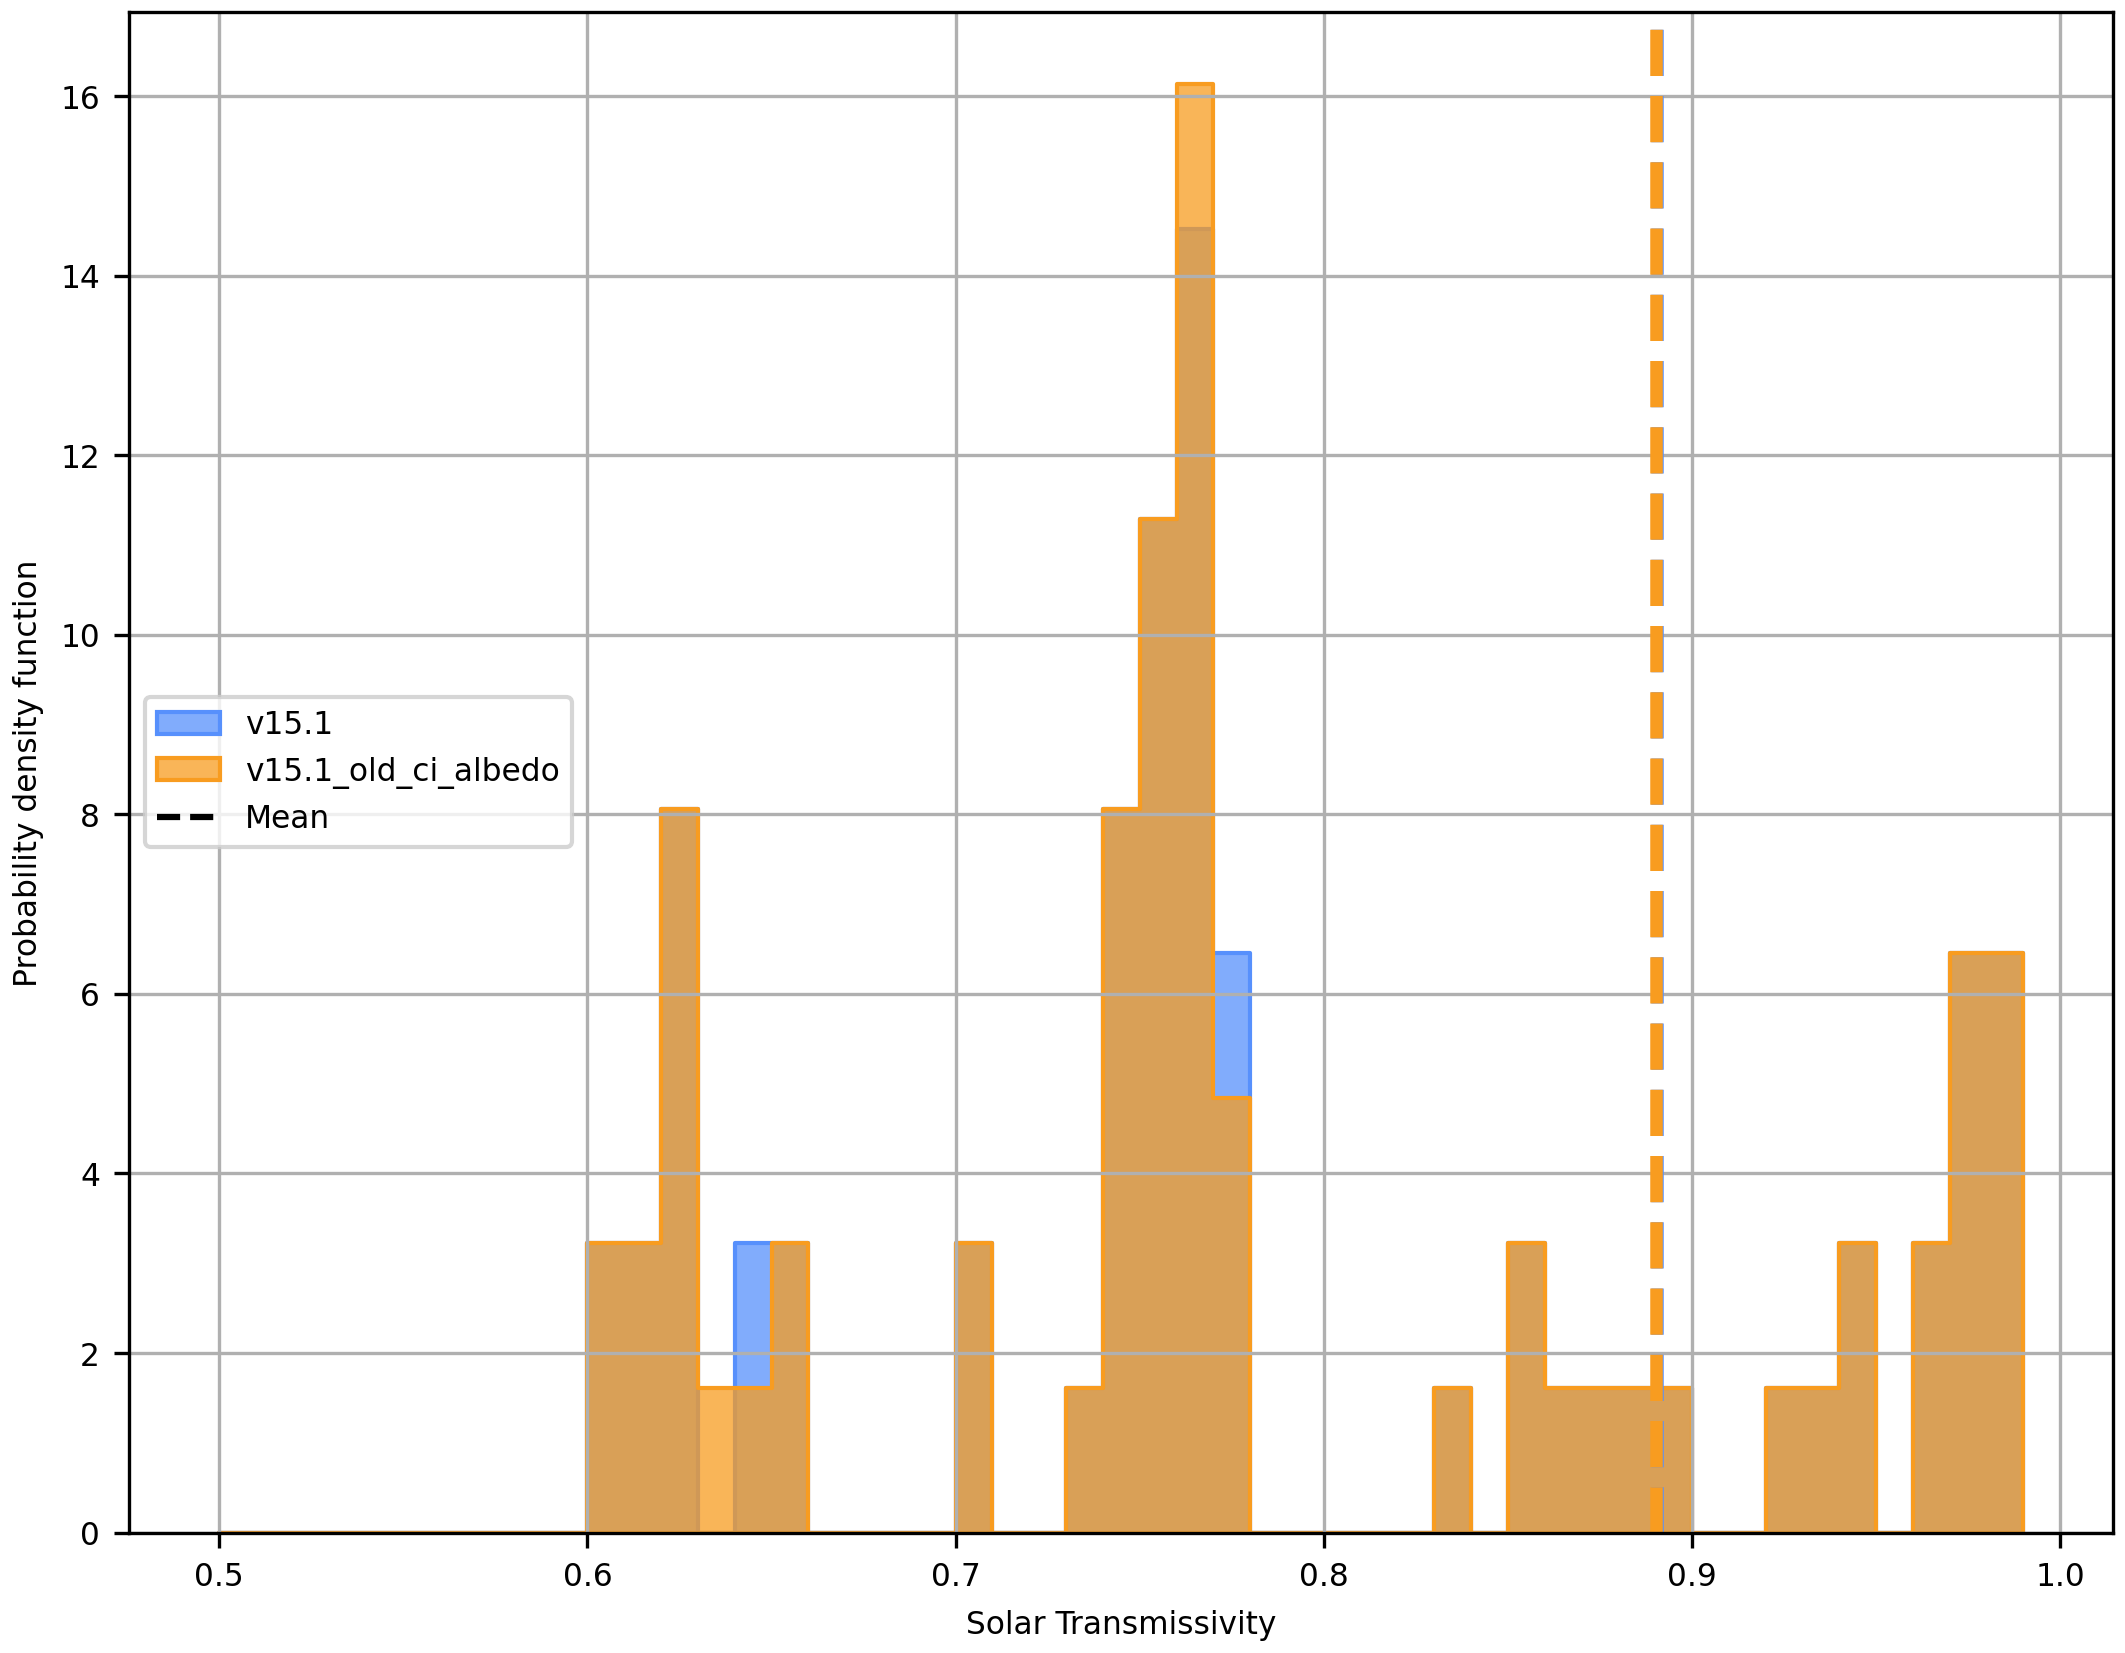 16
14
12
10
8
6
4
2
0
Probability density function
v15.1
v15.1_old_ci_albedo
Mean
0.5 0.6 0.7 0.8 0.9 1.0
Solar Transmissivity